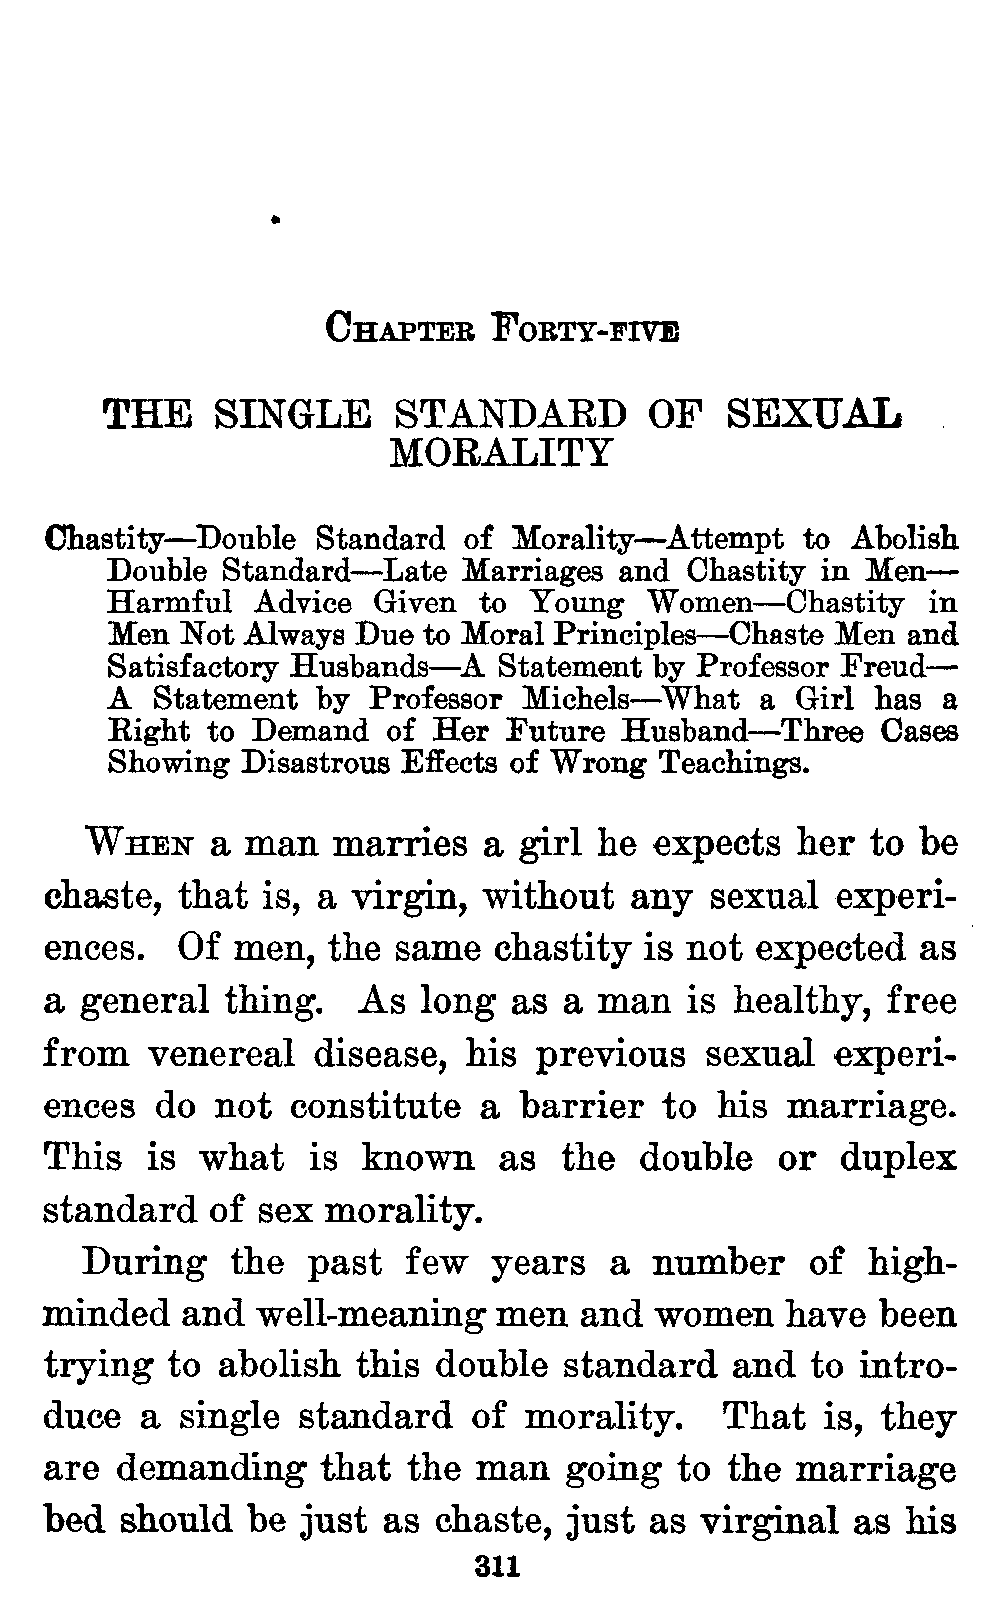 CHAPTER FORTY-FIVE
THE SINGLE STANDARD OF SEXUAL
MORALITY
Chastity—Double Standard of Morality—Attempt to Abolish
Double Standard—Late Marriages and Chastity in Men—
Harmful Advice Given to Young Women—Chastity in
Men Not Always Due to Moral Principles—Chaste Men and
Satisfactory Husbands—A Statement by Professor Freud—
A Statement by Professor Michels—What a Girl has a
Right to Demand of Her Future Husband—Three Cases
Showing Disastrous Effects of Wrong Teachings.
WHEN a man marries a girl he expects her to be
chaste, that is, a virgin, without any sexual experi-
ences. Of men, the same chastity is not expected as
a general thing. As long as a man is healthy, free
from venereal disease, his previous sexual experi-
ences do not constitute a barrier to his marriage.
This is what is known as the double or duplex
standard of sex morality.
During the past few years a number of high-
minded and well-meaning men and women have been
trying to abolish this double standard and to intro-
duce a single standard of morality. That is, they
are demanding that the man going to the marriage
bed should be just as chaste, just as virginal as his
311